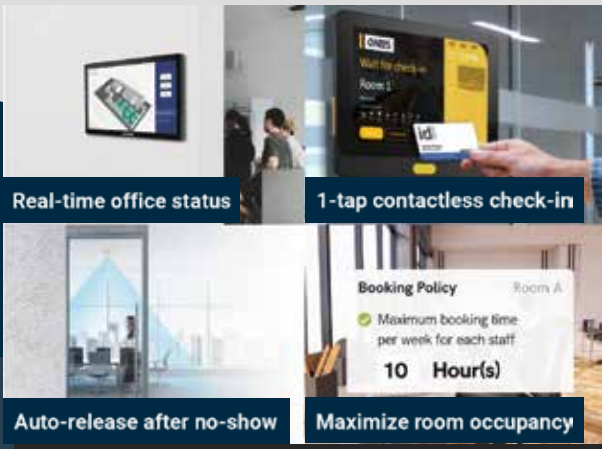 Real-time office status
Wait for check-in
Room 1
id
1-tap contactless check-in
Auto-release after no-show
Booking Policy
Room A
Maximum booking time
per week for each staff
10 Hour(s)
Maximize room occupancy